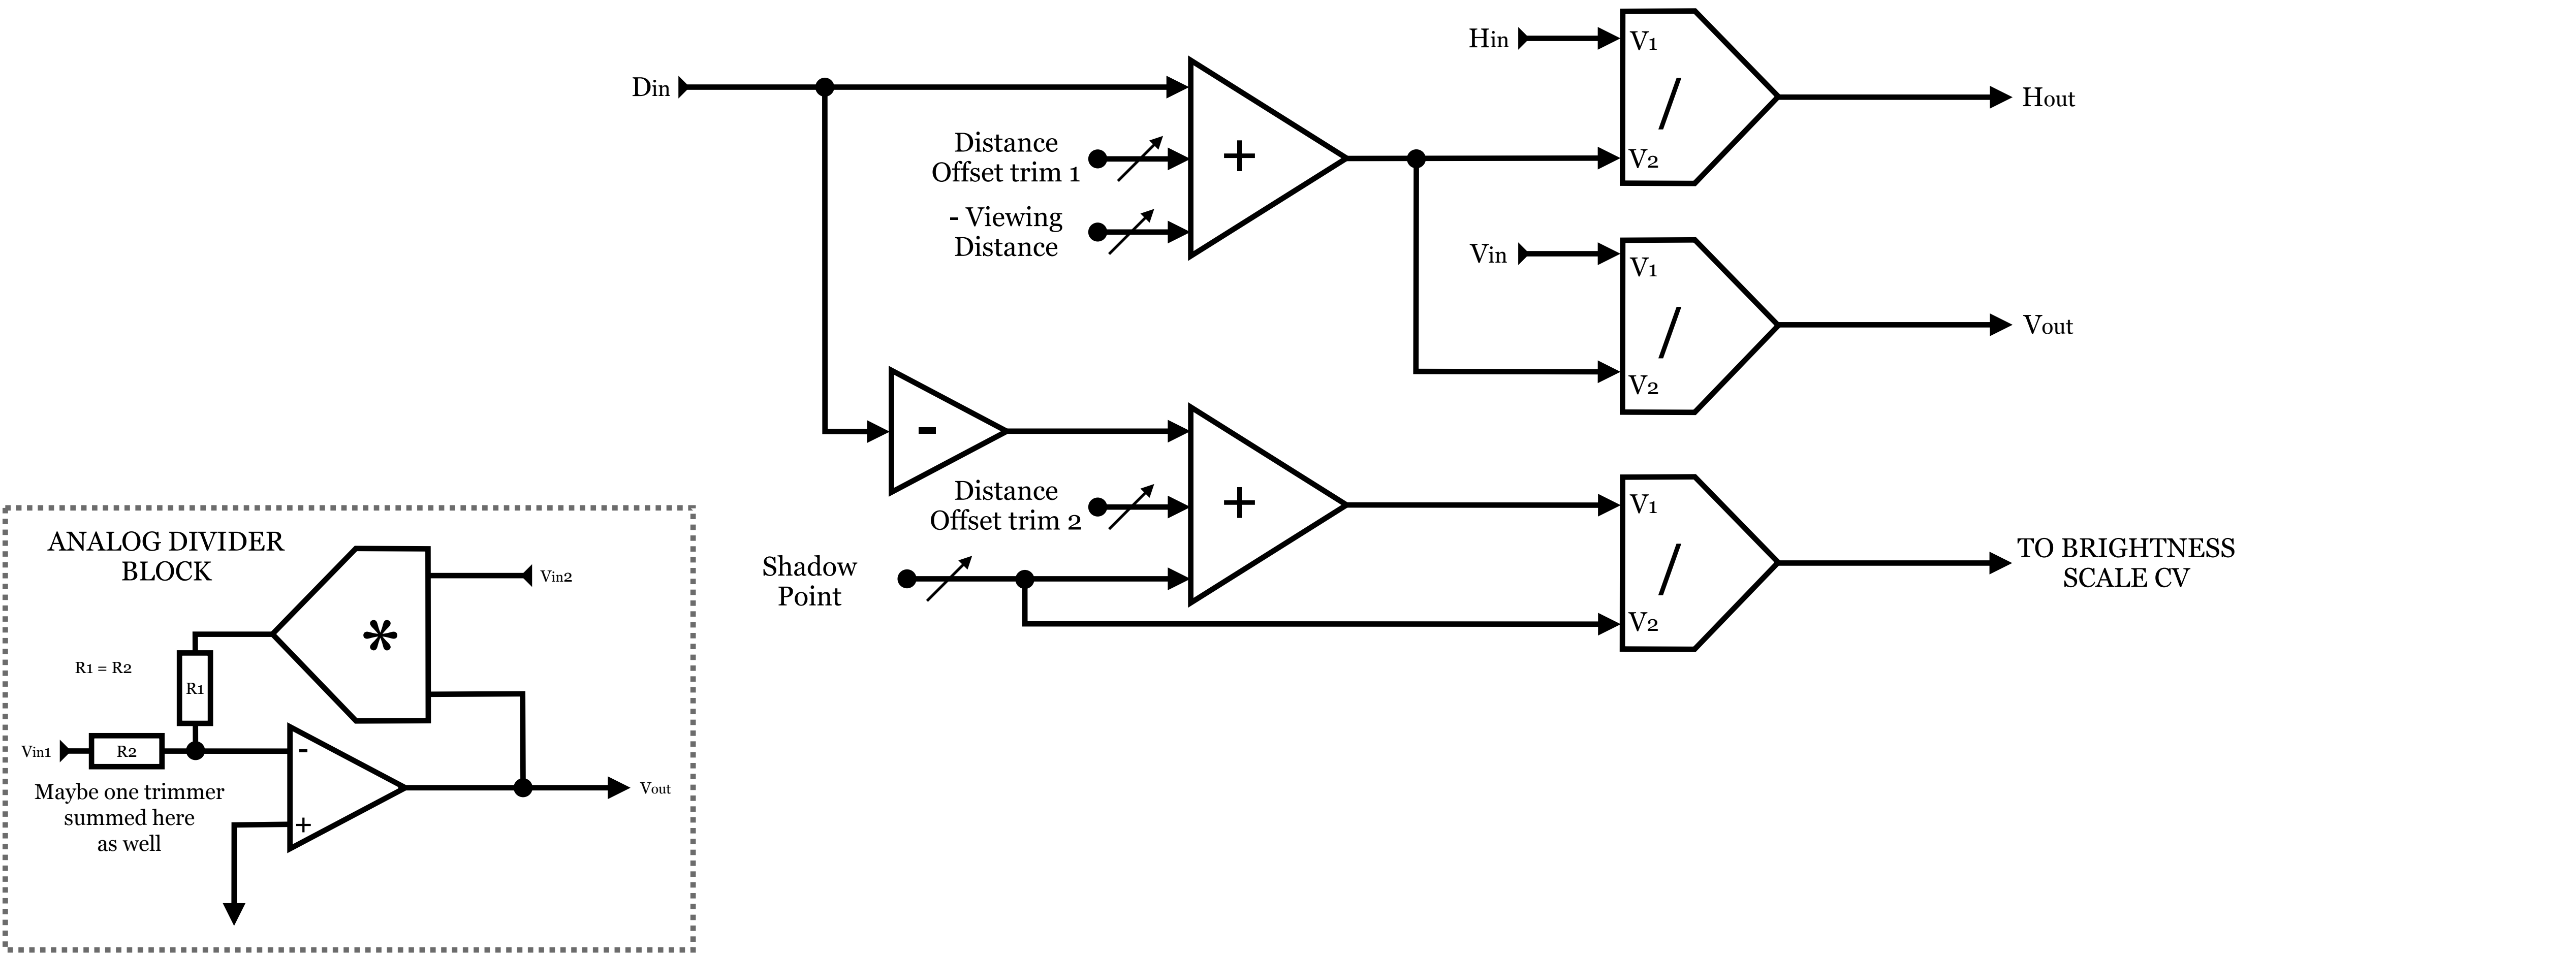 Hin
V1
/
V2
Hout
Din
Distance
Offset trim 1
- Viewing
Distance
+
Vin
V1
/
V2
Vout
-
Distance
Offset trim 2
Shadow
Point
+
V1
/
V2
TO BRIGHTNESS
SCALE CV
ANALOG DIVIDER
BLOCK
Vin2
*
R1 = R2
R1
Vin1
R2
-
+
Vout
Maybe one trimmer
summed here
as well